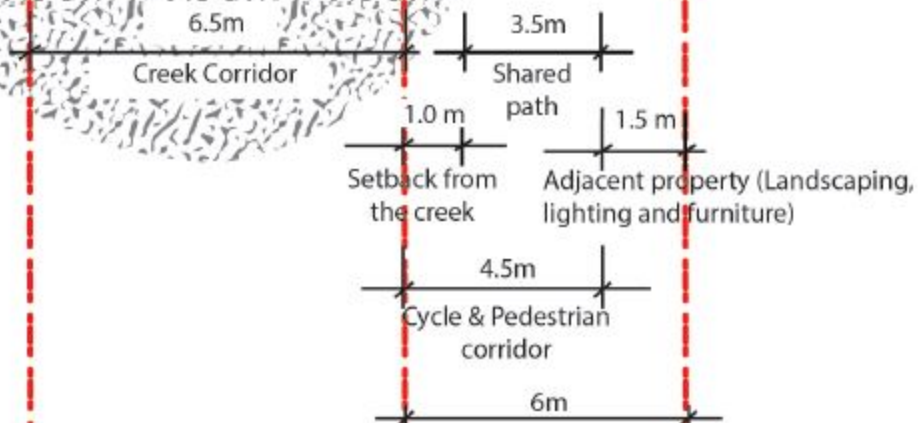 6.5m
Creek Corridor
3.5m
Shared
path
1.0 m
Setback from
the creek
1.5 m
Adjacent property (Landscaping,
lighting and furniture)
4.5m
Cycle & Pedestrian
corridor
6m